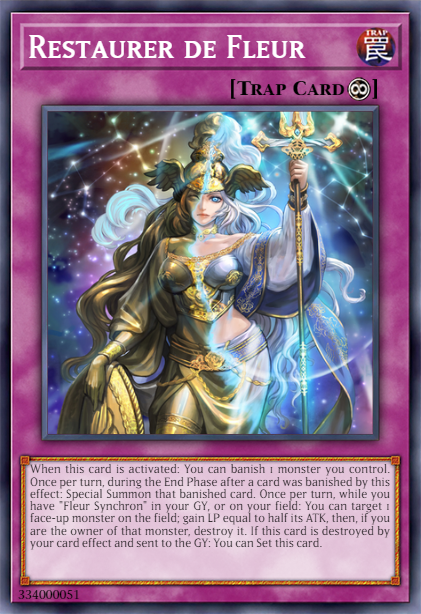 Restaurer de Fleur
TRAP
罠
[Trap Card]
When this card is activated: You can banish 1 monster you control.
Once per turn, during the End Phase after a card was banished by this
effect: Special Summon that banished card. Once per turn, while you
have "Fleur Synchron" in your GY, or on your field: You can target 1
face-up monster on the field; gain LP equal to half its ATK, then, if you
are the owner of that monster, destroy it. If this card is destroyed by
your card effect and sent to the GY: You can Set this card.
334000051